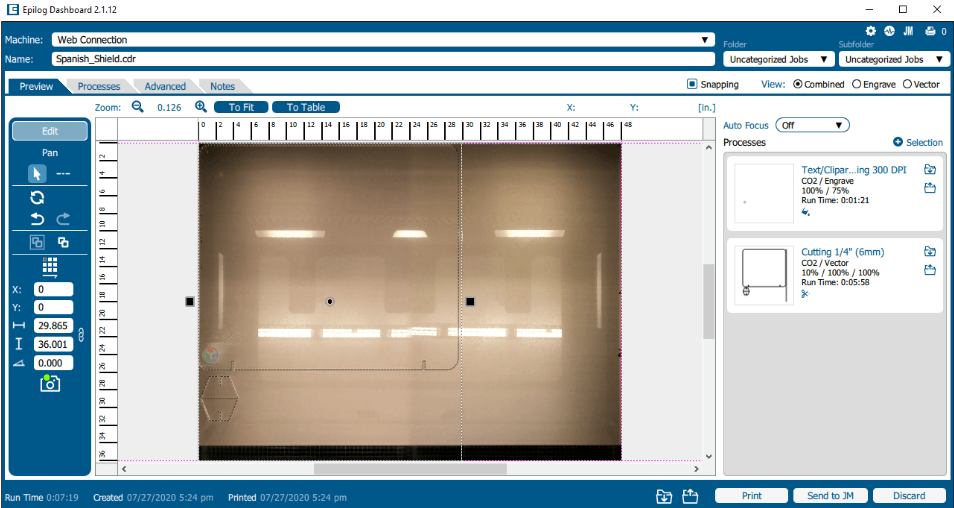 Epilog Dashboard 2.1.12
Machine: Web Connection
JM 0
Folder Subfolder
Name: Spanish_Shield.cdr
Uncategorized Jobs Uncategorized Jobs
Preview Processes Advanced Notes
Snapping View: Combined Engrave Vector
Zoom: 0.126 To Fit To Table X: Y: [in.]
0 2 4 6 8 10 12 14 16 18 20 22 24 26 28 30 32 34 36 38 40 42 44 46 48
2
4
6
8
10
12
14
16
18
20
22
24
26
28
30
32
34
36
Edit
Pan
X: 0
Y: 0
29.865
36.001
0.000
Auto Focus Off
Processes Selection
Text/Clipar...ing 300 DPI
CO2 / Engrave
100% / 75%
Run Time: 0:01:21
Cutting 1/4" (6mm)
CO2 / Vector
10% / 100% / 100%
Run Time: 0:05:58
Run Time 0:07:19 Created 07/27/2020 5:24 pm Printed 07/27/2020 5:24 pm
Print Send to JM Discard